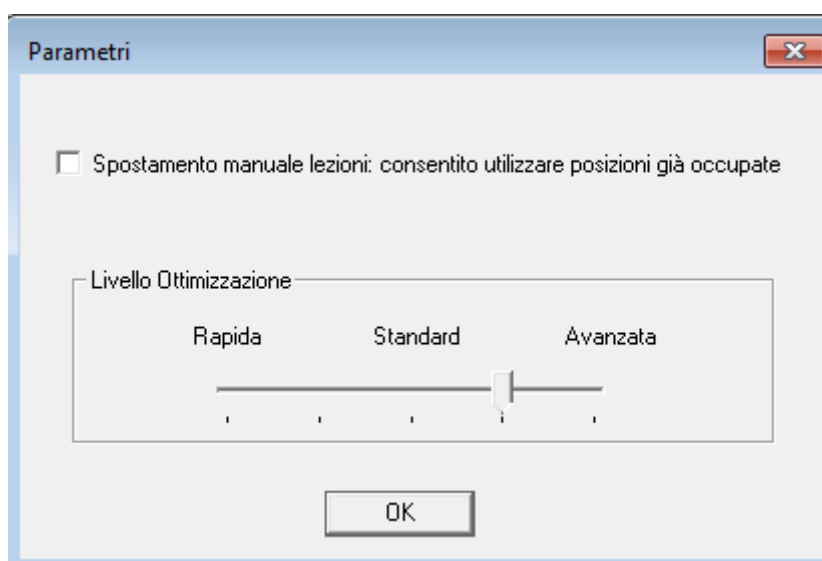 Parametri
Spostamento manuale lezioni: consentito utilizzare posizioni già occupate
Livello Ottimizzazione
Rapida Standard Avanzata
OK